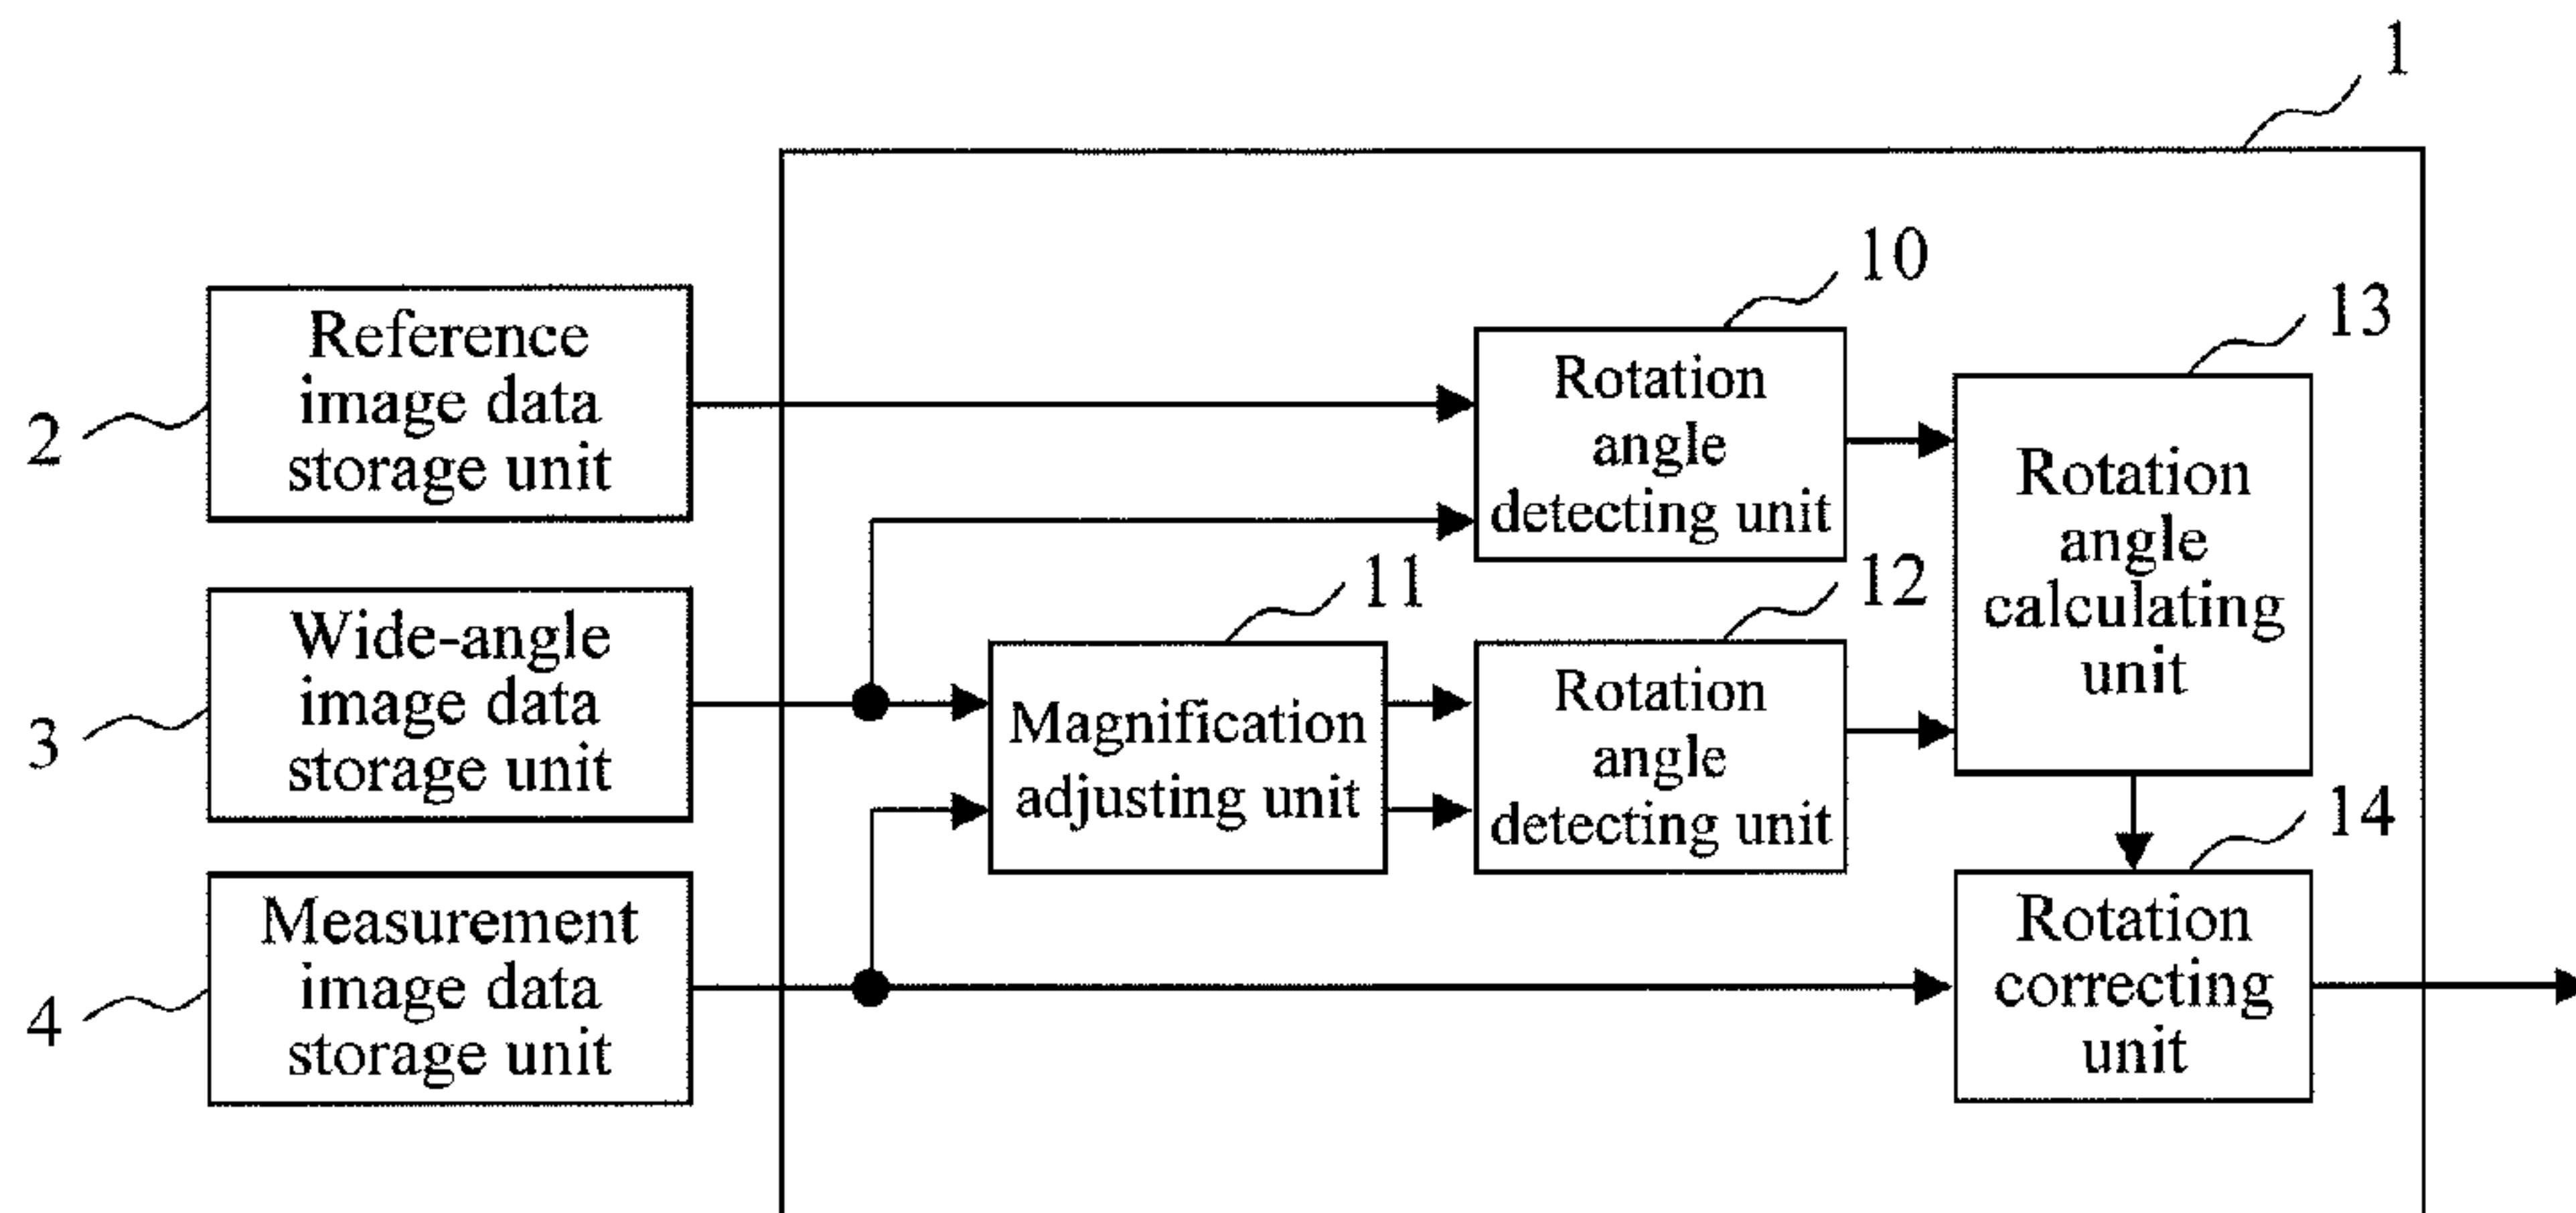 1
10
13
Reference
image data
storage unit
2
Rotation
angle
detecting unit
Rotation
angle
calculating
unit
11
12
Wide-angle
image data
storage unit
3
Magnification
adjusting unit
Rotation
angle
detecting unit
14
Measurement
image data
storage unit
4
Rotation
correcting
unit